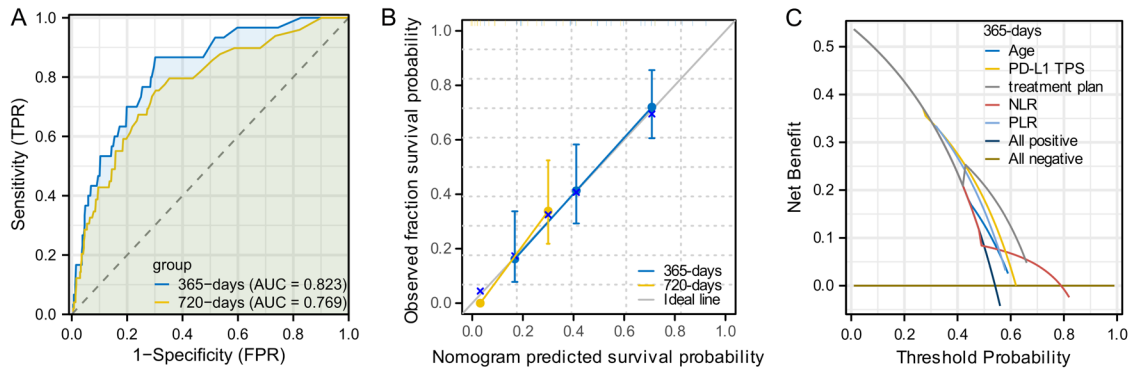 A
Sensitivity (TPR)
1.0
0.8
0.6
0.4
0.2
0.0
group
365−days (AUC = 0.823)
720−days (AUC = 0.769)
0.0 0.2 0.4 0.6 0.8 1.0
1−Specificity (FPR)
B
Observed fraction survival probability
1.0
0.8
0.6
0.4
0.2
0.0
365-days
720-days
Ideal line
0.0 0.2 0.4 0.6 0.8 1.0
Nomogram predicted survival probability
C
Net Benefit
0.5
0.4
0.3
0.2
0.1
0.0
365-days
Age
PD-L1 TPS
treatment plan
NLR
PLR
All positive
All negative
0.0 0.2 0.4 0.6 0.8 1.0
Threshold Probability